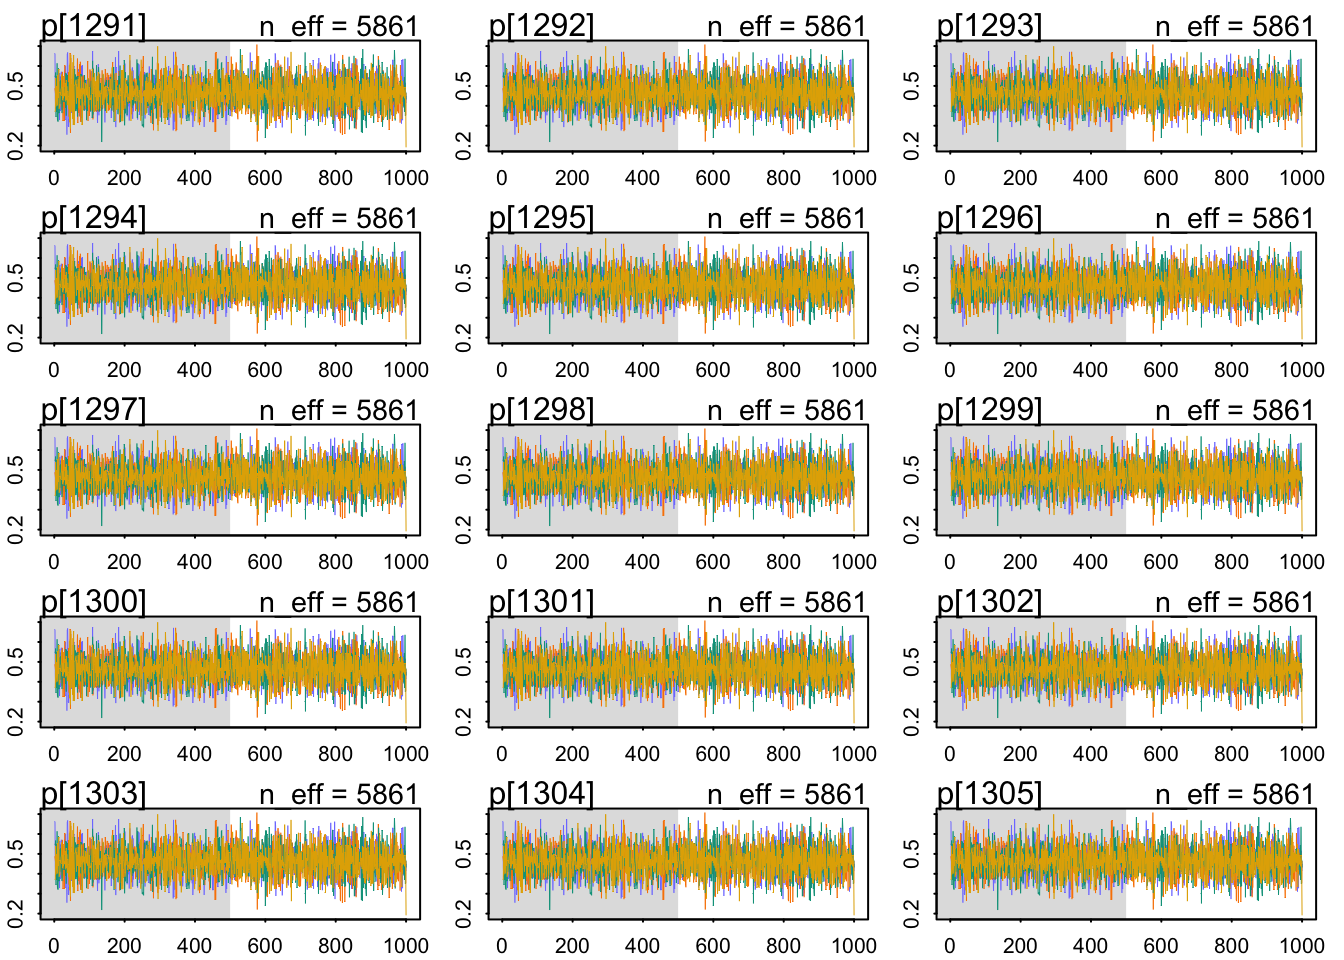 p[1291] n_eff = 5861 p[1292] n_eff = 5861 p[1293] n_eff = 5861
0.2 0.5 0.2 0.5 0.2 0.5
0 200 400 600 800 1000 0 200 400 600 800 1000 0 200 400 600 800 1000
p[1294] n_eff = 5861 p[1295] n_eff = 5861 p[1296] n_eff = 5861
0.2 0.5 0.2 0.5 0.2 0.5
0 200 400 600 800 1000 0 200 400 600 800 1000 0 200 400 600 800 1000
p[1297] n_eff = 5861 p[1298] n_eff = 5861 p[1299] n_eff = 5861
0.2 0.5 0.2 0.5 0.2 0.5
0 200 400 600 800 1000 0 200 400 600 800 1000 0 200 400 600 800 1000
p[1300] n_eff = 5861 p[1301] n_eff = 5861 p[1302] n_eff = 5861
0.2 0.5 0.2 0.5 0.2 0.5
0 200 400 600 800 1000 0 200 400 600 800 1000 0 200 400 600 800 1000
p[1303] n_eff = 5861 p[1304] n_eff = 5861 p[1305] n_eff = 5861
0.2 0.5 0.2 0.5 0.2 0.5
0 200 400 600 800 1000 0 200 400 600 800 1000 0 200 400 600 800 1000